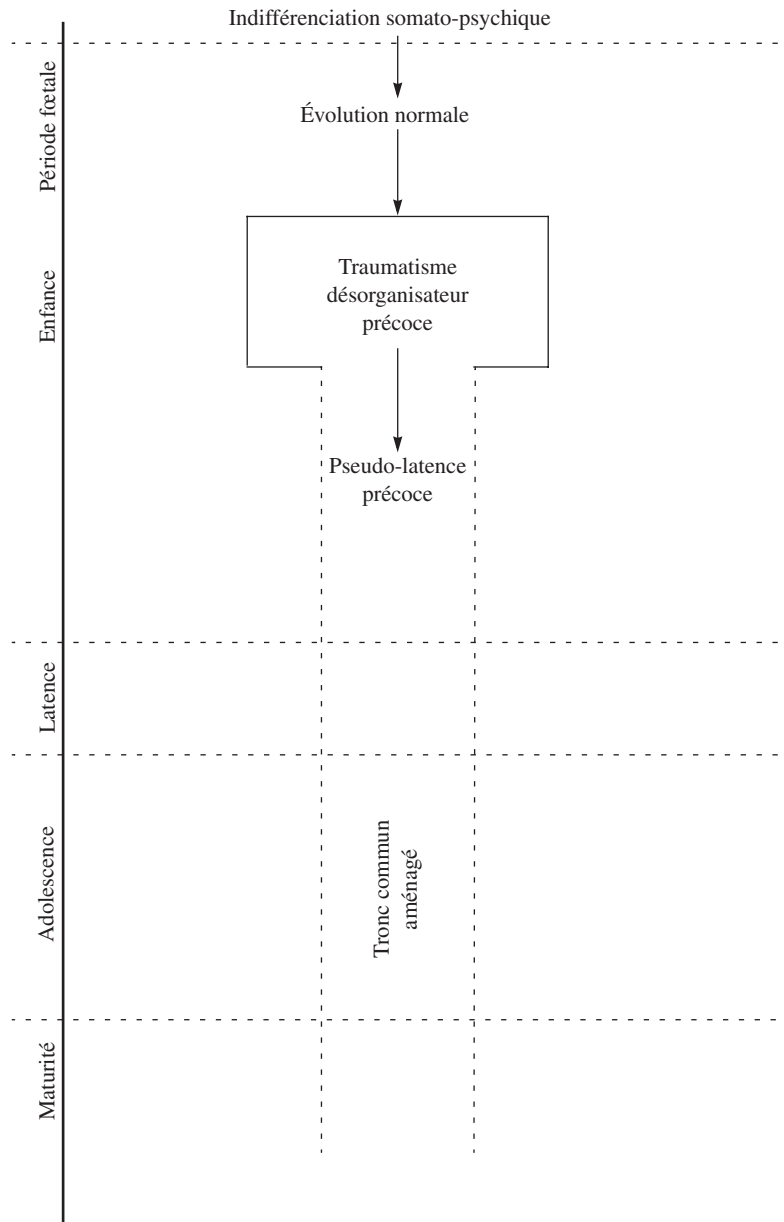 Indifférenciation somato-psychique
Période fœtale
Évolution normale
Enfance
Traumatisme
désorganisateur
précoce
Pseudo-latence
précoce
Latence
Adolescence
Tronc commun
aménagé
Maturité